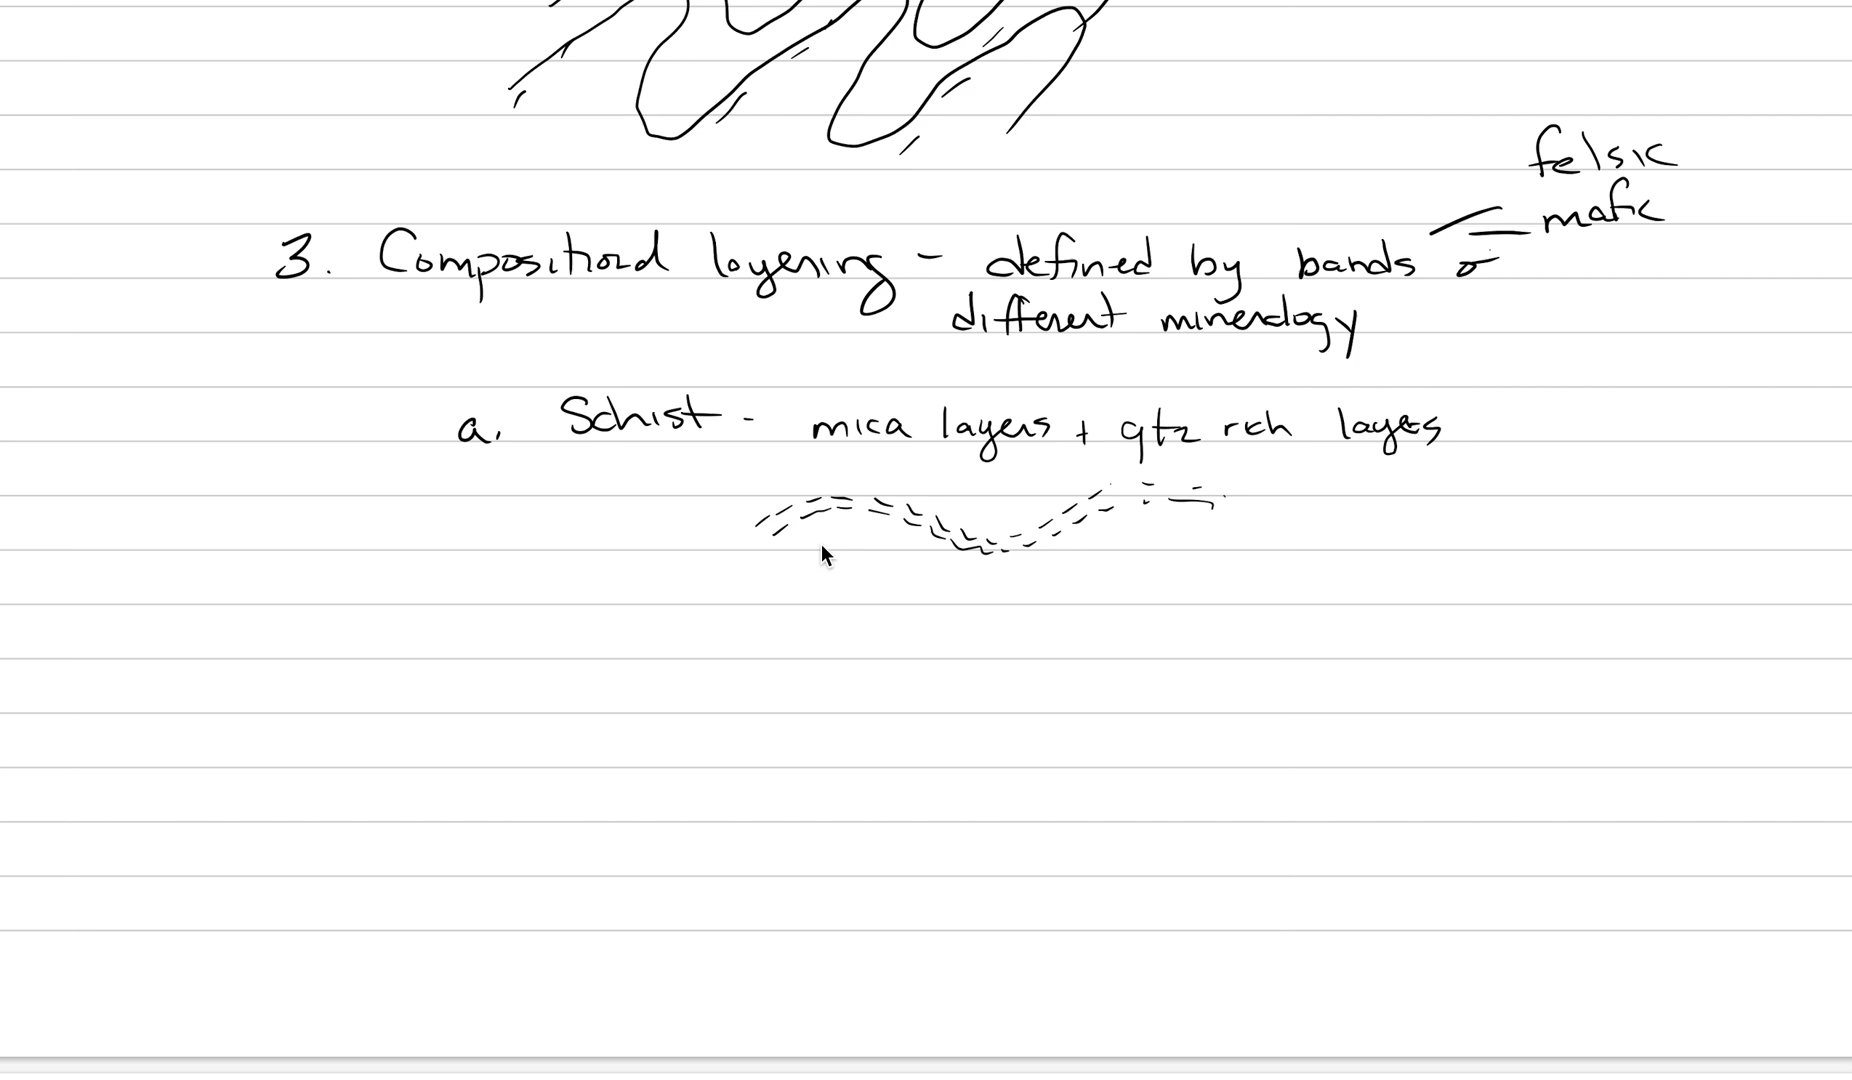 felsic
mafic
3. Compositional layering - defined by bands of
different mineralogy
a. Schist - mica layers + qtz rich layers